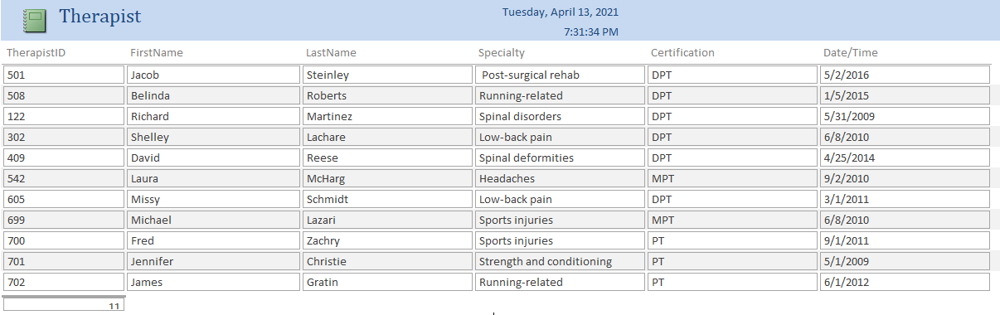 Therapist
Tuesday, April 13, 2021
7:31:34 PM
TherapistID FirstName LastName Specialty Certification Date/Time
501 Jacob Steinley Post-surgical rehab DPT 5/2/2016
508 Belinda Roberts Running-related DPT 1/5/2015
122 Richard Martinez Spinal disorders DPT 5/31/2009
302 Shelley Lachare Low-back pain DPT 6/8/2010
409 David Reese Spinal deformities DPT 4/25/2014
542 Laura McHarg Headaches MPT 9/2/2010
605 Missy Schmidt Low-back pain DPT 3/1/2011
699 Michael Lazari Sports injuries MPT 6/8/2010
700 Fred Zachry Sports injuries PT 9/1/2011
701 Jennifer Christie Strength and conditioning PT 5/1/2009
702 James Gratin Running-related PT 6/1/2012
11